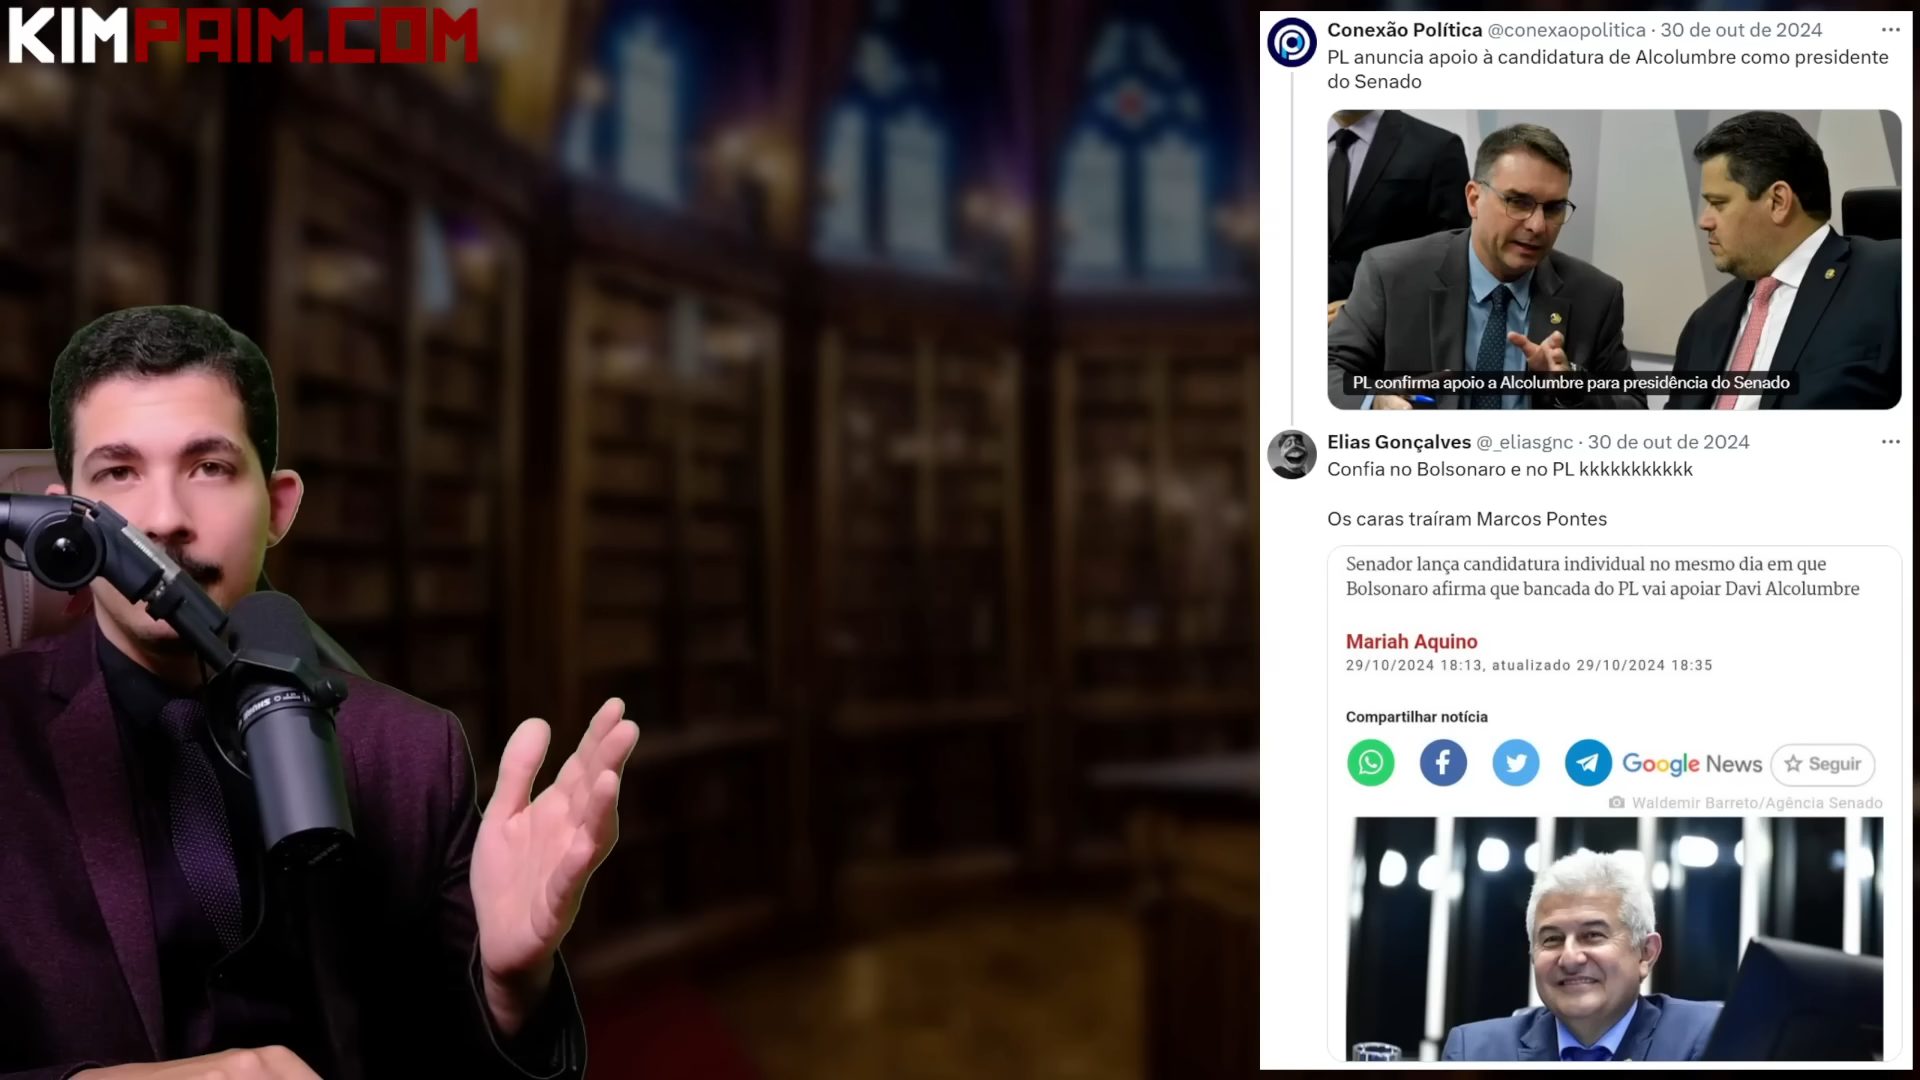 KIMPAIM.COM
Conexão Política @conexaopolitica · 30 de out de 2024
PL anuncia apoio à candidatura de Alcolumbre como presidente
do Senado
PL confirma apoio a Alcolumbre para presidência do Senado
Elias Gonçalves @_eliasgnc · 30 de out de 2024
Confia no Bolsonaro e no PL kkkkkkkkkkk
Os caras traíram Marcos Pontes
Senador lança candidatura individual no mesmo dia em que
Bolsonaro afirma que bancada do PL vai apoiar Davi Alcolumbre
Mariah Aquino
29/10/2024 18:13, atualizado 29/10/2024 18:35
Compartilhar notícia
Google News
Seguir
Waldemir Barreto/Agência Senado